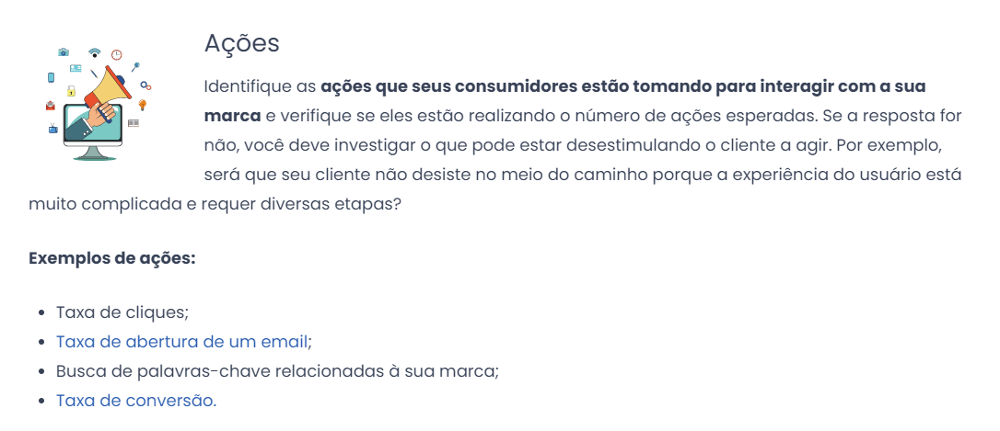 Ações
Identifique as ações que seus consumidores estão tomando para interagir com a sua
marca e verifique se eles estão realizando o número de ações esperadas. Se a resposta for
não, você deve investigar o que pode estar desestimulando o cliente a agir. Por exemplo,
será que seu cliente não desiste no meio do caminho porque a experiência do usuário está
muito complicada e requer diversas etapas?
Exemplos de ações:
• Taxa de cliques;
• Taxa de abertura de um email;
• Busca de palavras-chave relacionadas à sua marca;
• Taxa de conversão.